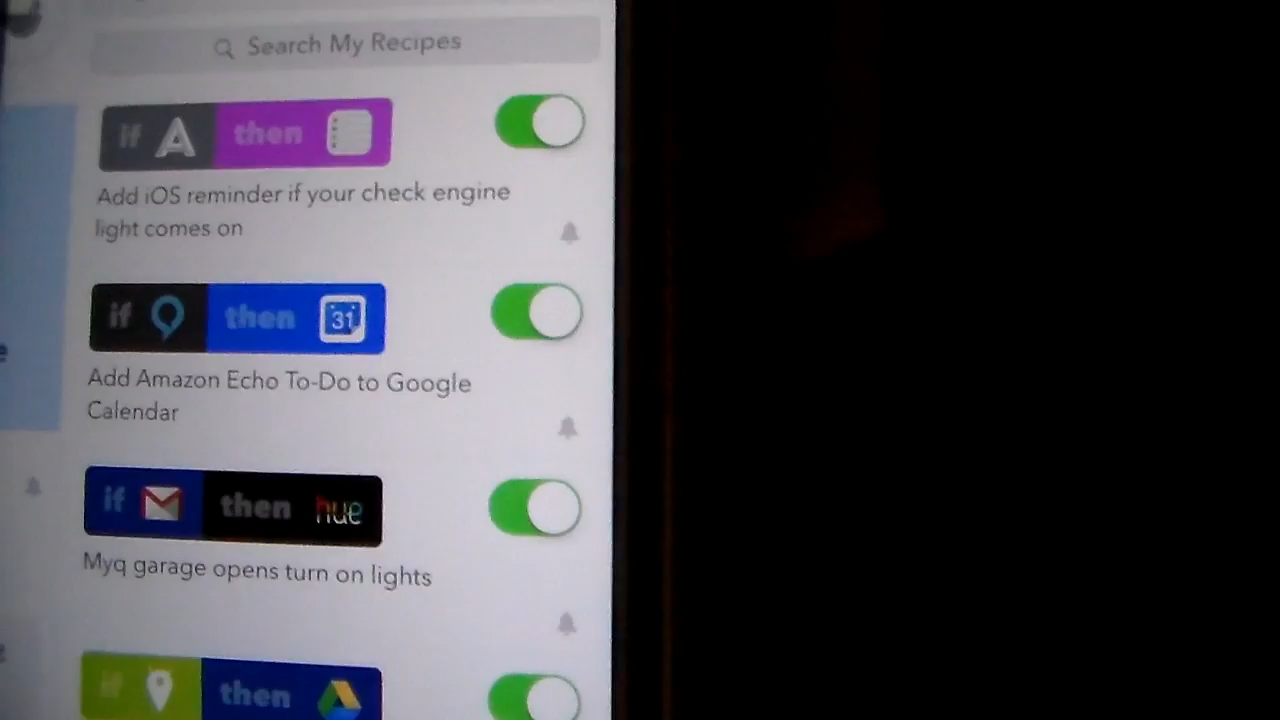 Search My Recipes
if A then
Add iOS reminder if your check engine
light comes on
if then 31
Add Amazon Echo To-Do to Google
Calendar
if then hue
Myq garage opens turn on lights
if then